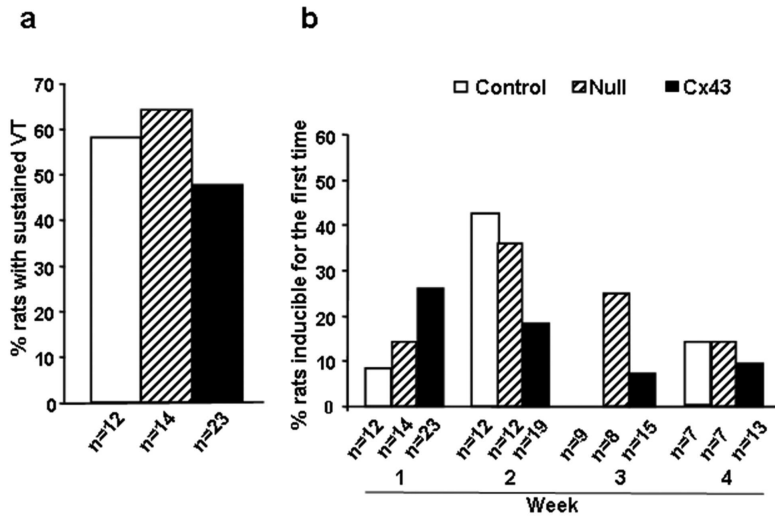 a
b
% rats with sustained VT
70
60
50
40
30
20
10
0
n=12
n=14
n=23
Control
Null
Cx43
% rats inducible for the first time
60
50
40
30
20
10
0
n=12
n=14
n=23
n=12
n=12
n=19
n=9
n=8
n=15
n=7
n=7
n=13
1
2
3
4
Week